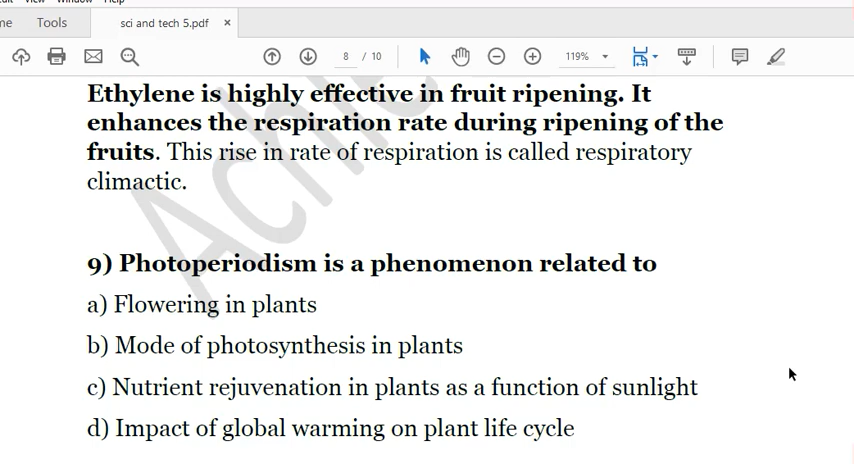 Window Help
Tools
sci and tech 5.pdf ×
8 / 10
119%
Ethylene is highly effective in fruit ripening. It
enhances the respiration rate during ripening of the
fruits. This rise in rate of respiration is called respiratory
climactic.
9) Photoperiodism is a phenomenon related to
a) Flowering in plants
b) Mode of photosynthesis in plants
c) Nutrient rejuvenation in plants as a function of sunlight
d) Impact of global warming on plant life cycle